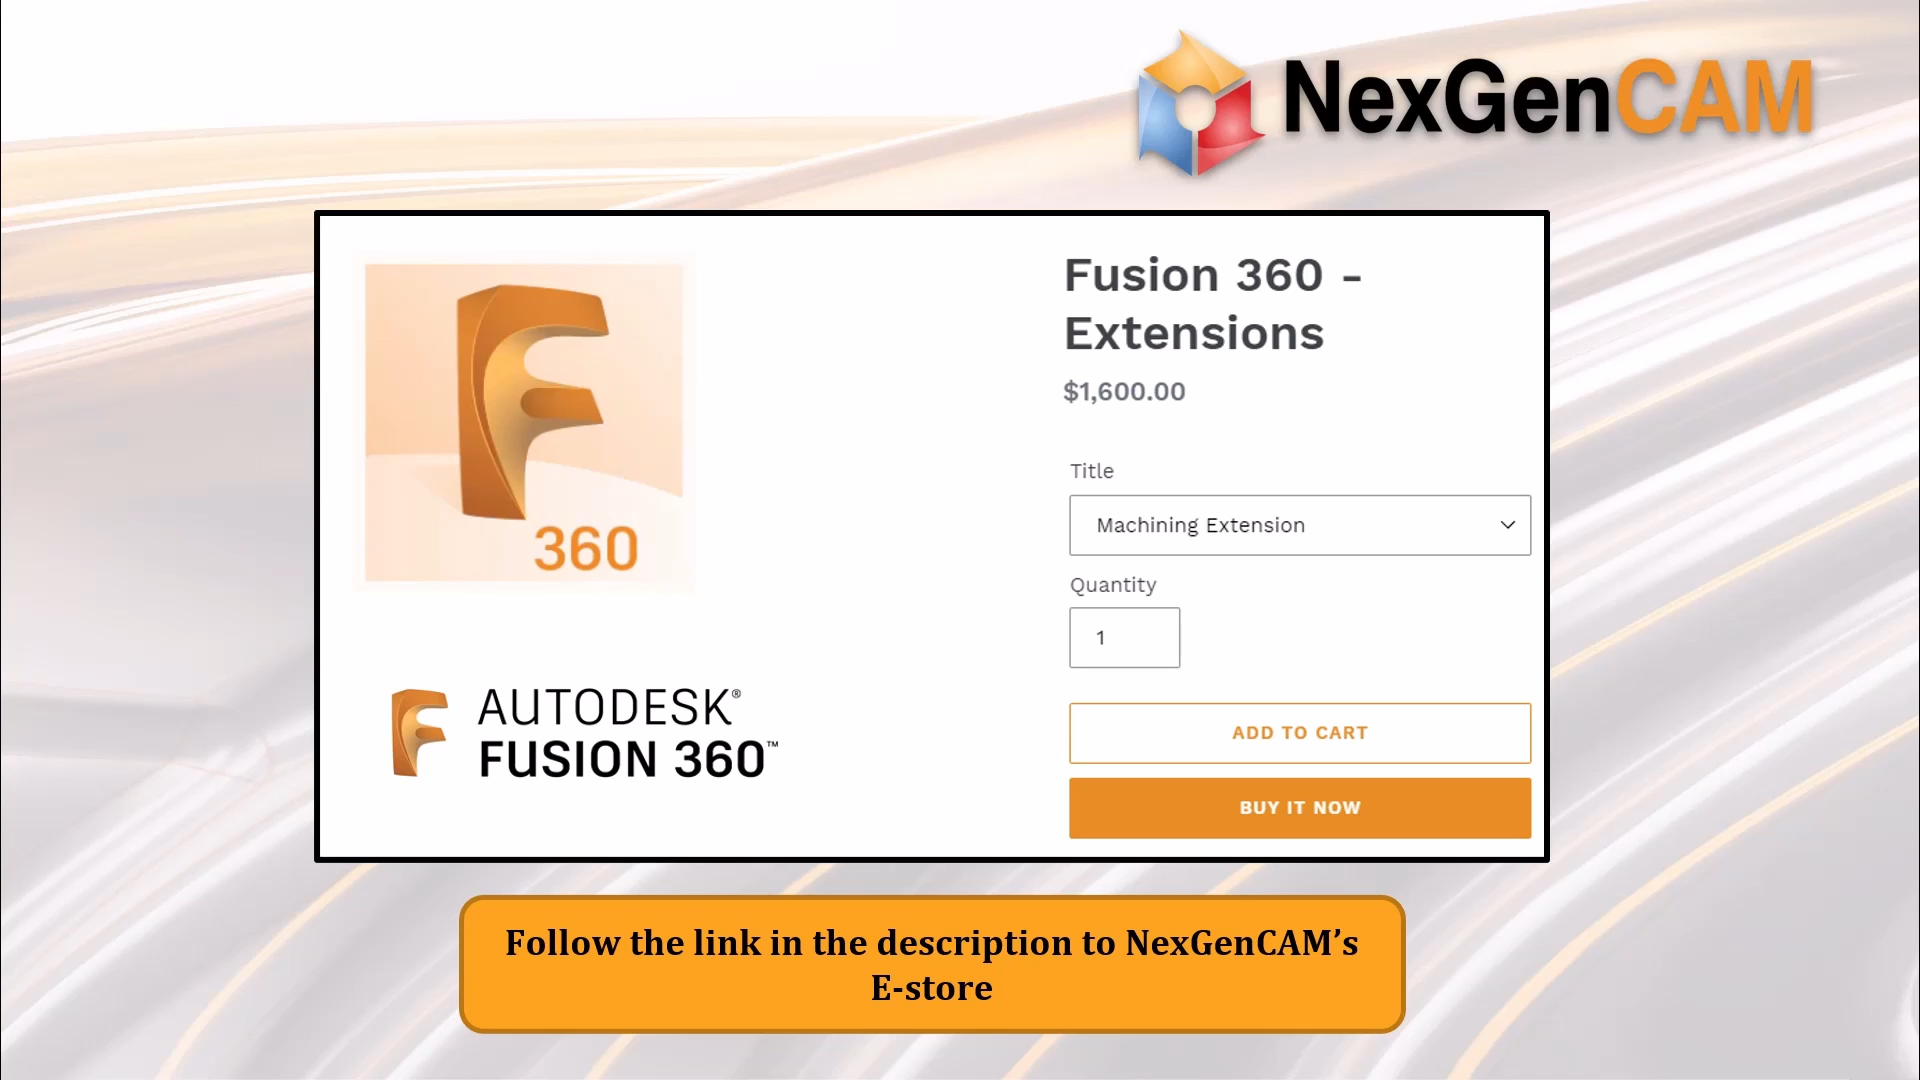 NexGenCAM
360
AUTODESK®
FUSION 360™
Fusion 360 -
Extensions
$1,600.00
Title
Machining Extension
Quantity
1
ADD TO CART
BUY IT NOW
Follow the link in the description to NexGenCAM’s
E-store